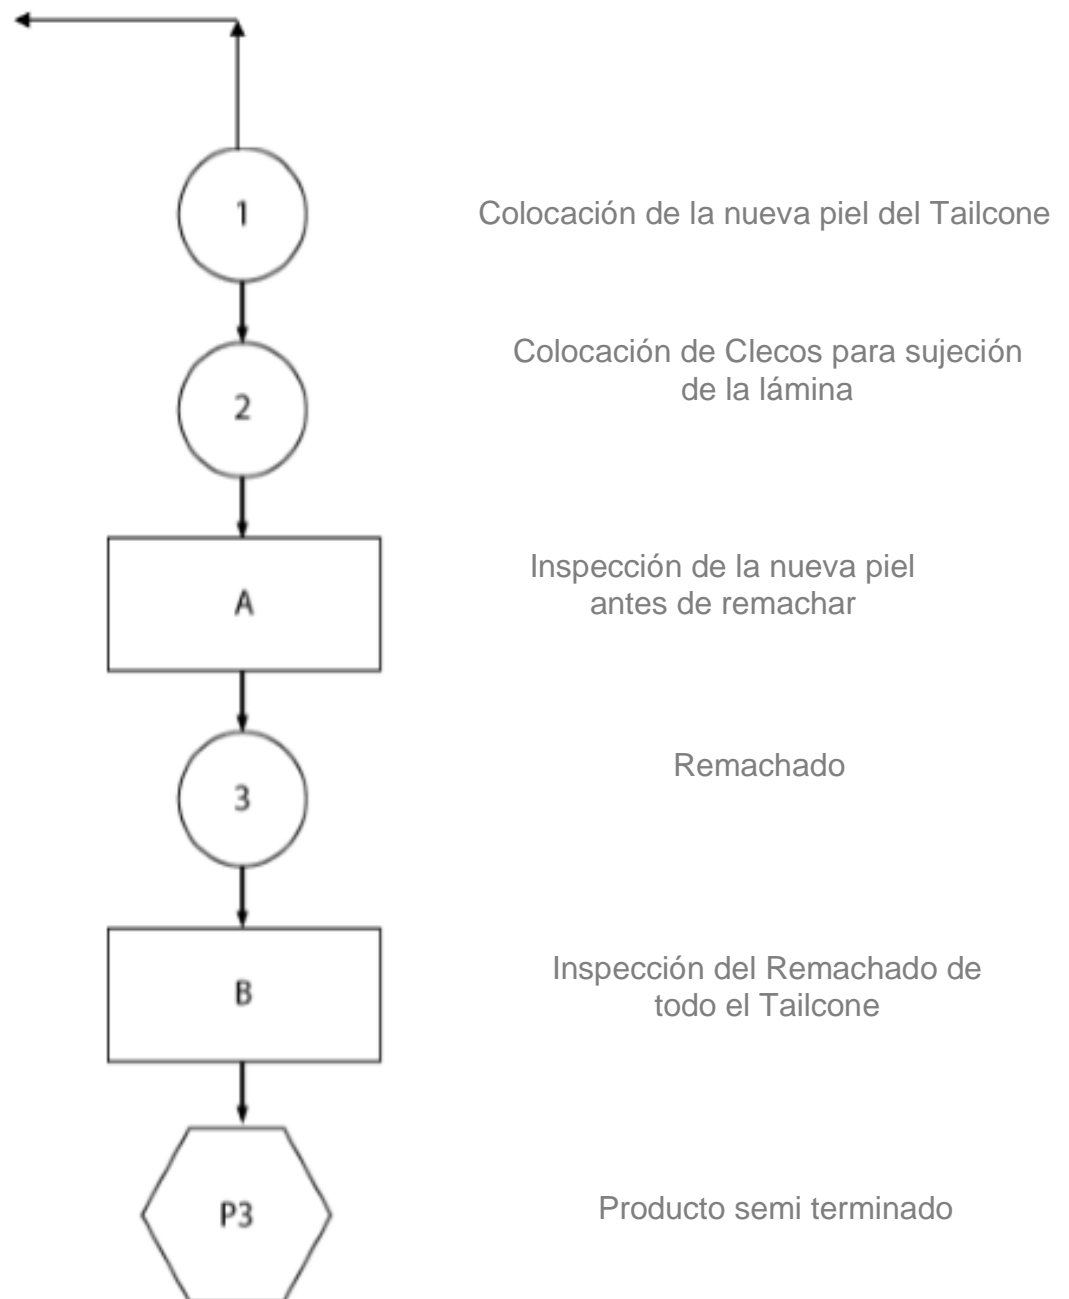 1
Colocación de la nueva piel del Tailcone
2
Colocación de Clecos para sujeción
de la lámina
A
Inspección de la nueva piel
antes de remachar
3
Remachado
B
Inspección del Remachado de
todo el Tailcone
P3
Producto semi terminado